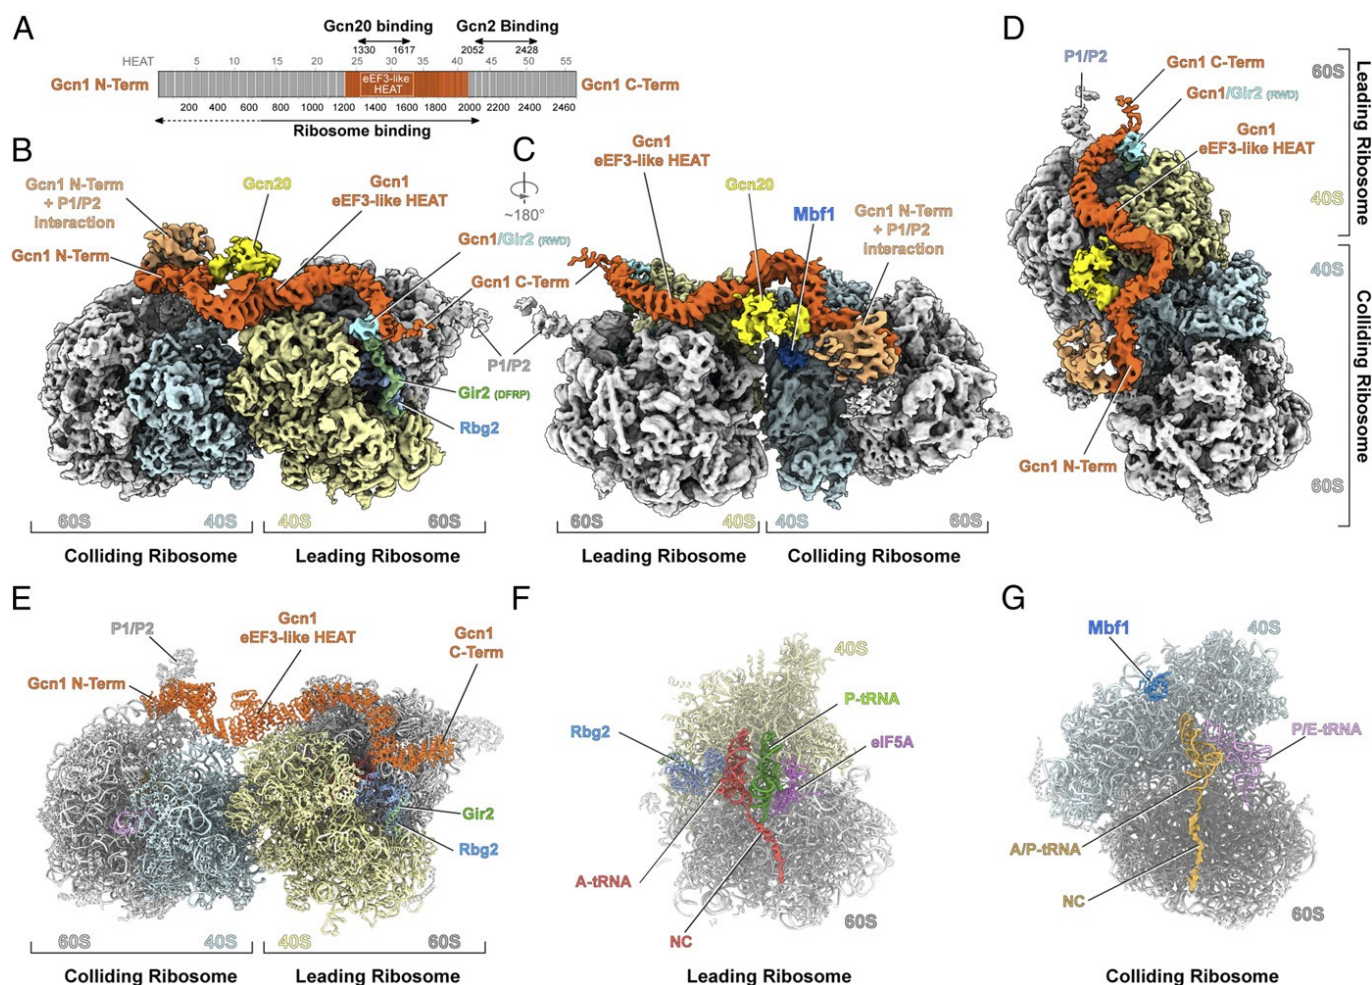 A
Gcn20 binding
1330 1617
Gcn2 Binding
2052 2428
HEAT 5 10 15 20 25 30 35 40 45 50 55
Gcn1 N-Term
eEF3-like
HEAT
Gcn1 C-Term
200 400 600 800 1000 1200 1400 1600 1800 2000 2200 2460
Ribosome binding
B
Gcn1 N-Term
+ P1/P2
interaction
Gcn20
Gcn1
eEF3-like HEAT
Gcn1 N-Term
Gcn1/Gir2 (RWD)
Gcn1 C-Term
P1/P2
Gir2 (DFRP)
Rbg2
60S 40S 40S 60S
Colliding Ribosome Leading Ribosome
C
~180°
Gcn1
eEF3-like HEAT
Gcn20
Mbf1
Gcn1 N-Term
+ P1/P2
interaction
60S 40S 40S 60S
Leading Ribosome Colliding Ribosome
D
P1/P2
Gcn1 C-Term
Gcn1/Gir2 (RWD)
Gcn1
eEF3-like HEAT
Gcn1 N-Term
60S
40S
40S
60S
Leading Ribosome
Colliding Ribosome
E
P1/P2
Gcn1
eEF3-like HEAT
Gcn1
C-Term
Gcn1 N-Term
Gir2
Rbg2
60S 40S 40S 60S
Colliding Ribosome Leading Ribosome
F
40S
P-tRNA
Rbg2
eIF5A
A-tRNA
60S
NC
Leading Ribosome
G
Mbf1
40S
P/E-tRNA
A/P-tRNA
NC
60S
Colliding Ribosome